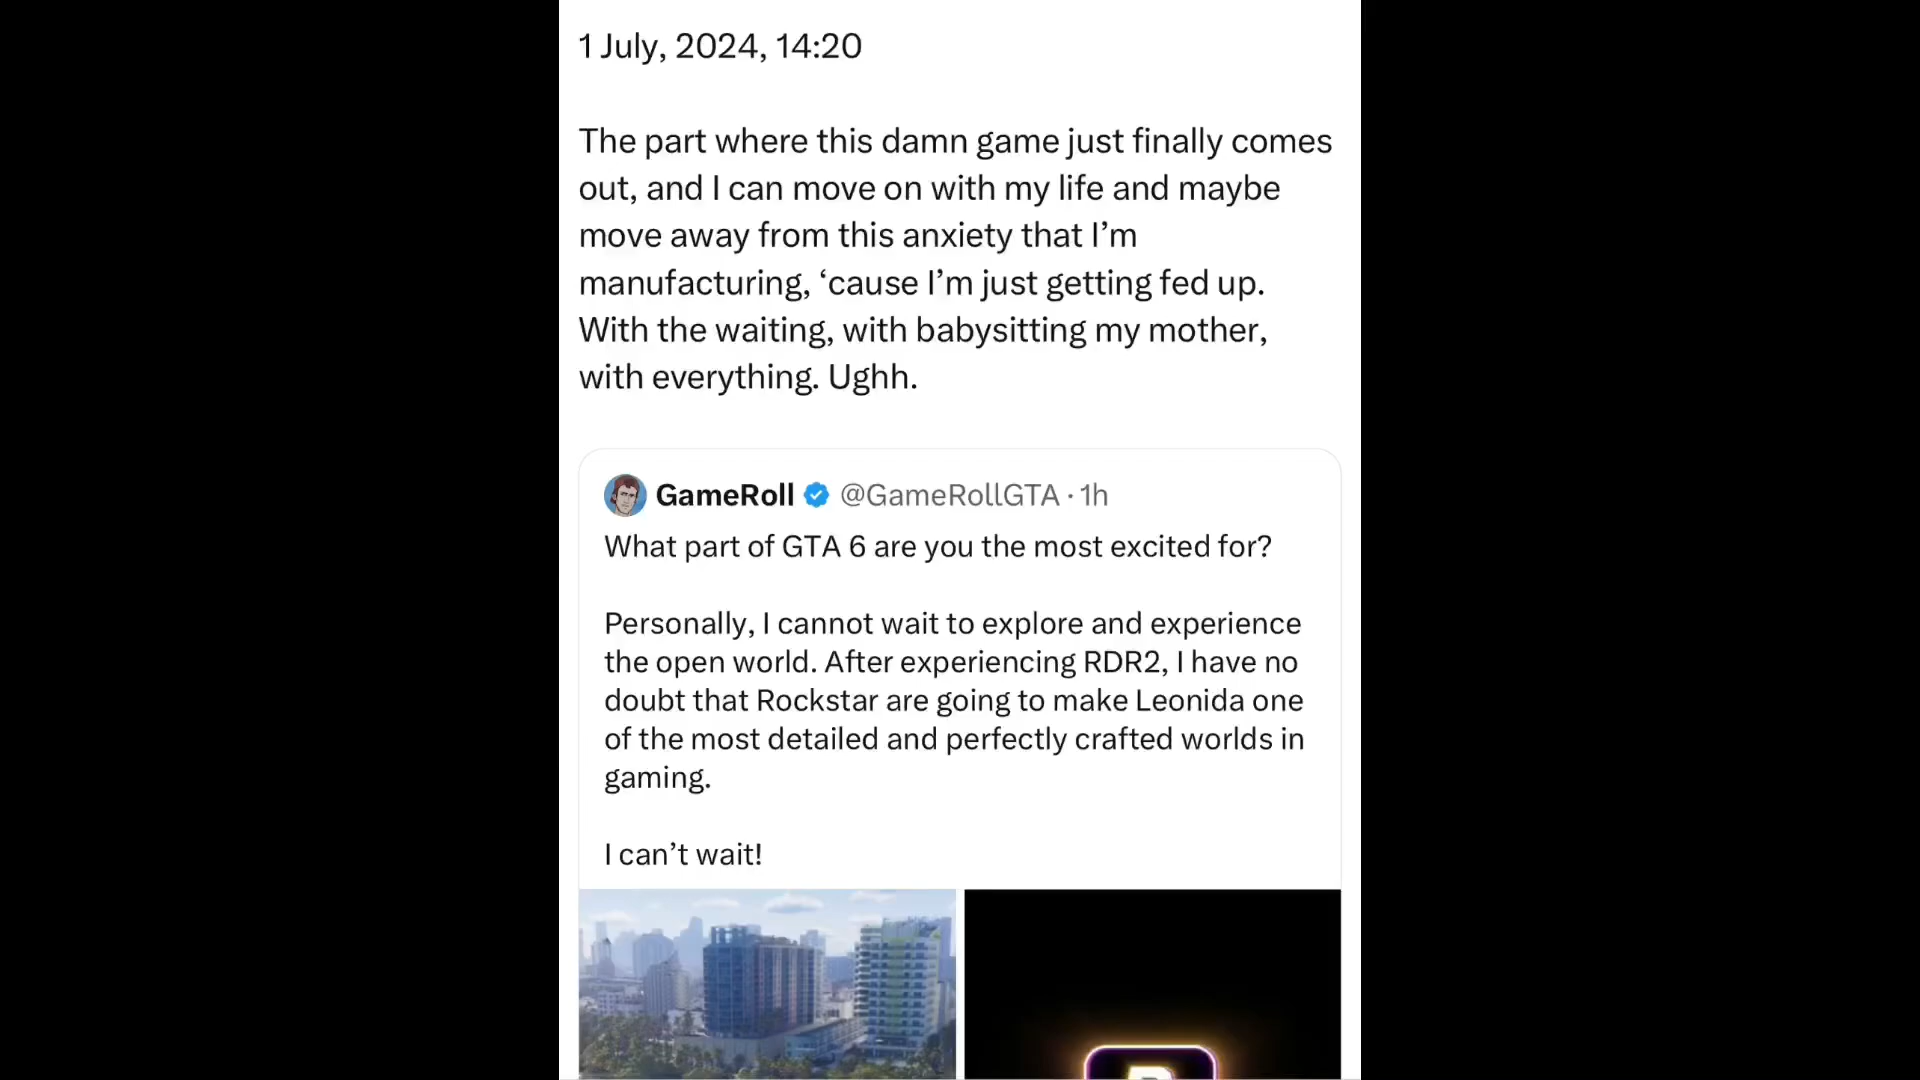 1 July, 2024, 14:20
The part where this damn game just finally comes
out, and I can move on with my life and maybe
move away from this anxiety that I’m
manufacturing, ‘cause I’m just getting fed up.
With the waiting, with babysitting my mother,
with everything. Ughh.
GameRoll @GameRollGTA · 1h
What part of GTA 6 are you the most excited for?
Personally, I cannot wait to explore and experience
the open world. After experiencing RDR2, I have no
doubt that Rockstar are going to make Leonida one
of the most detailed and perfectly crafted worlds in
gaming.
I can’t wait!